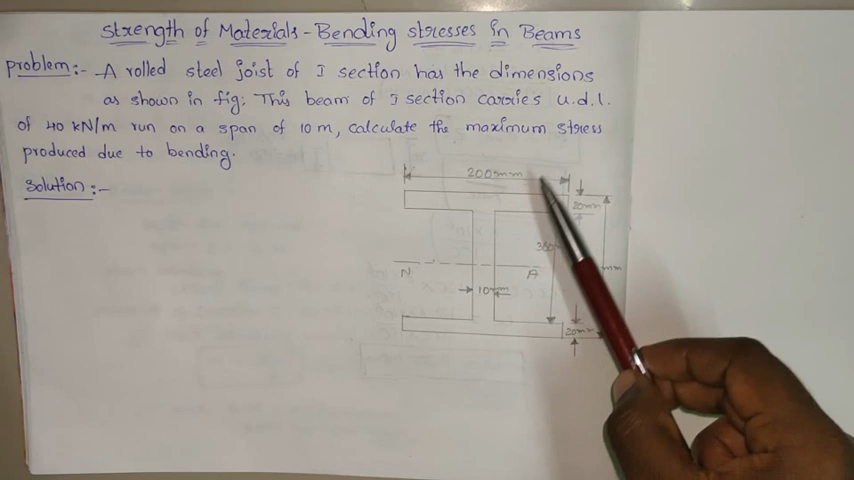 Strength of Materials - Bending stresses in Beams
Problem:- A rolled steel joist of I section has the dimensions
as shown in fig: This beam of I section carries u.d.l.
of 40 kN/m run on a span of 10 m, calculate the maximum stress
produced due to bending.
Solution:-
200mm
20mm
N
A
10mm
20mm